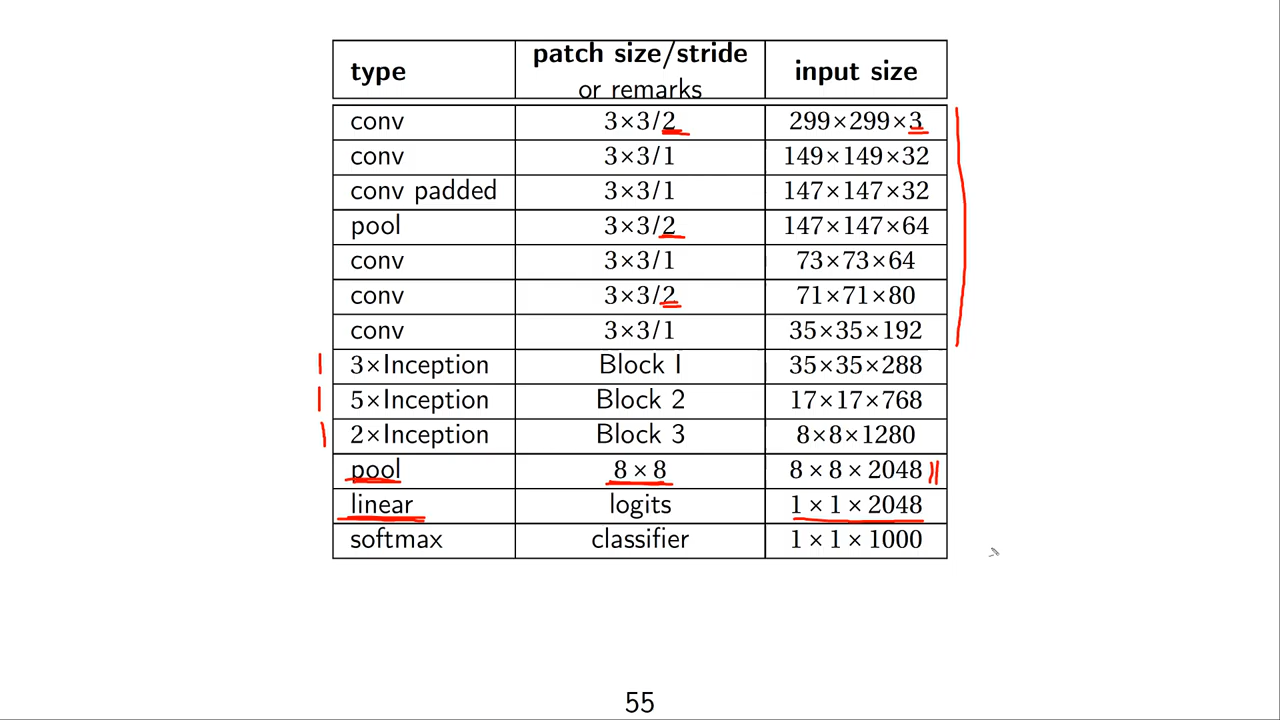 type patch size/stride input size
or remarks
conv 3×3/2 299×299×3
conv 3×3/1 149×149×32
conv padded 3×3/1 147×147×32
pool 3×3/2 147×147×64
conv 3×3/1 73×73×64
conv 3×3/2 71×71×80
conv 3×3/1 35×35×192
3×Inception Block I 35×35×288
5×Inception Block 2 17×17×768
2×Inception Block 3 8×8×1280
pool 8 × 8 8 × 8 × 2048
linear logits 1 × 1 × 2048
softmax classifier 1 × 1 × 1000
55